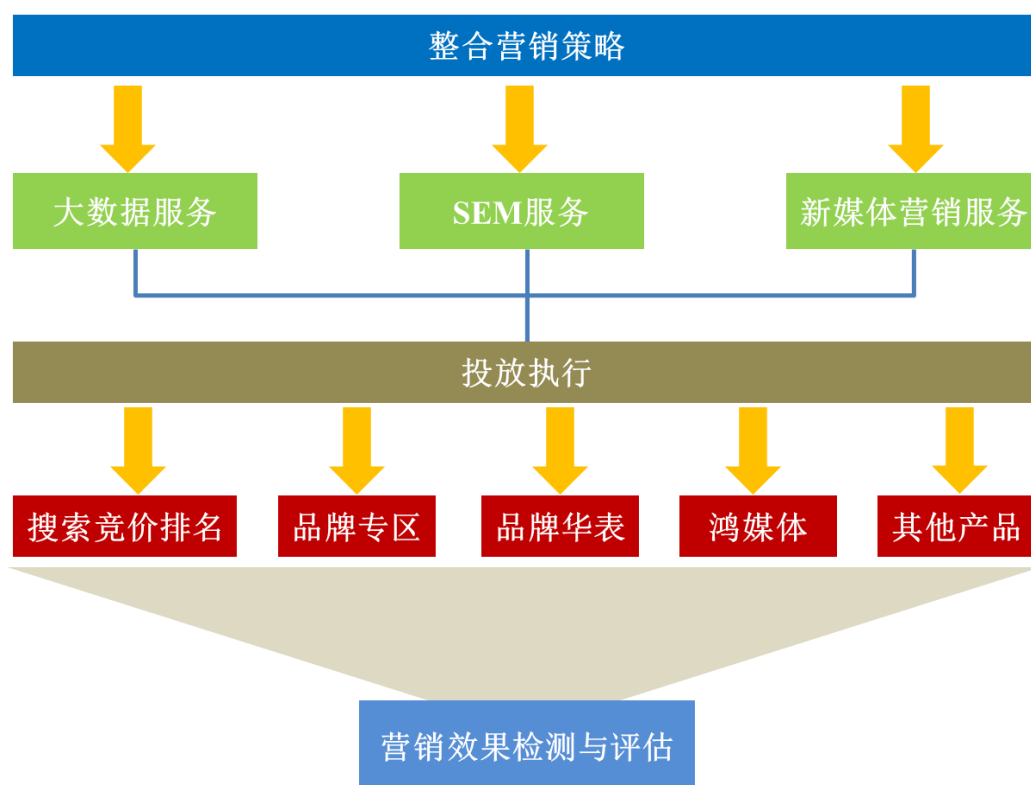 整合营销策略
大数据服务
SEM服务
新媒体营销服务
投放执行
搜索竞价排名
品牌专区
品牌华表
鸿媒体
其他产品
营销效果检测与评估